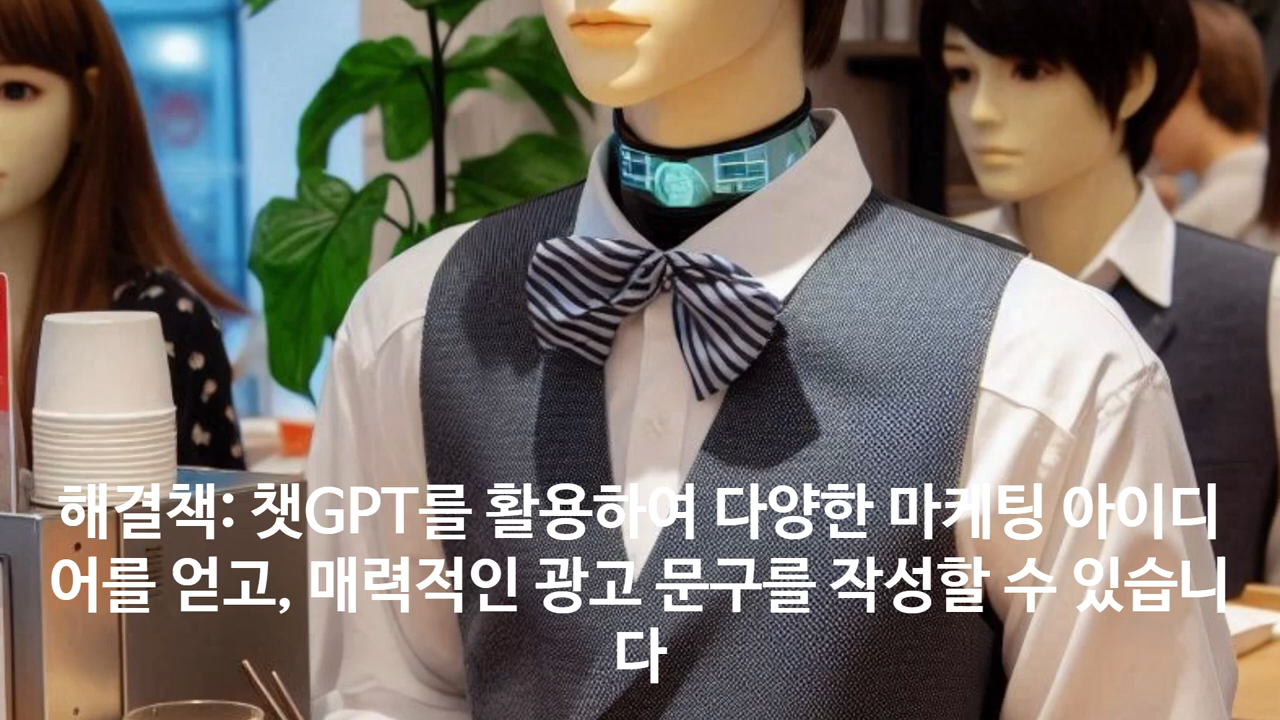 해결책: 챗GPT를 활용하여 다양한 마케팅 아이디
어를 얻고, 매력적인 광고 문구를 작성할 수 있습니
다